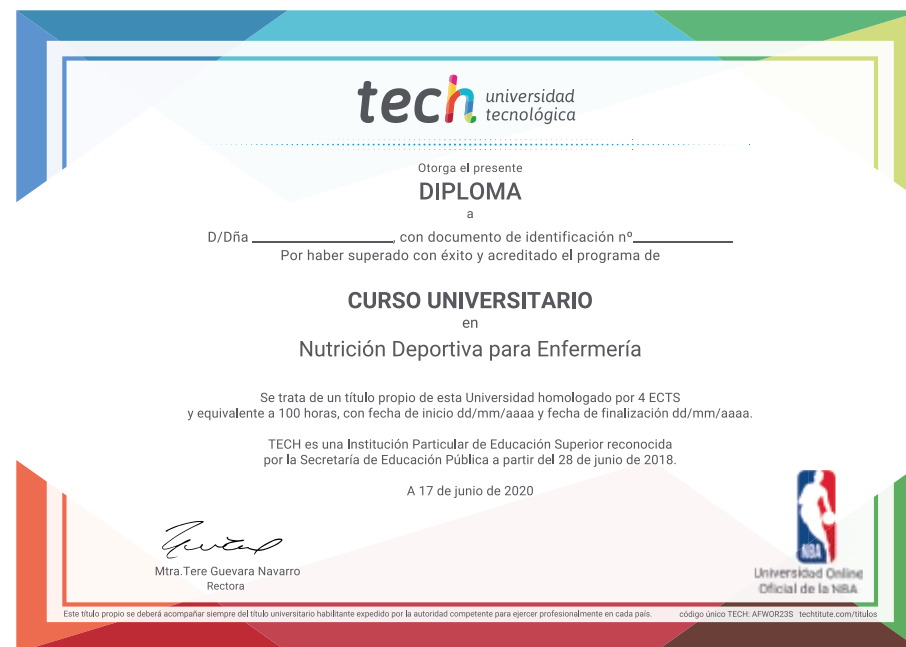 tech universidad
tecnológica
Otorga el presente
DIPLOMA
a
D/Dña ____________________, con documento de identificación nº______________
Por haber superado con éxito y acreditado el programa de
CURSO UNIVERSITARIO
en
Nutrición Deportiva para Enfermería
Se trata de un título propio de esta Universidad homologado por 4 ECTS
y equivalente a 100 horas, con fecha de inicio dd/mm/aaaa y fecha de finalización dd/mm/aaaa.
TECH es una Institución Particular de Educación Superior reconocida
por la Secretaría de Educación Pública a partir del 28 de junio de 2018.
A 17 de junio de 2020
Mtra.Tere Guevara Navarro
Rectora
NBA
Universidad Online
Oficial de la NBA
Este título propio se deberá acompañar siempre del título universitario habilitante expedido por la autoridad competente para ejercer profesionalmente en cada país.
código único TECH: AFWOR23S techtitute.com/titulos